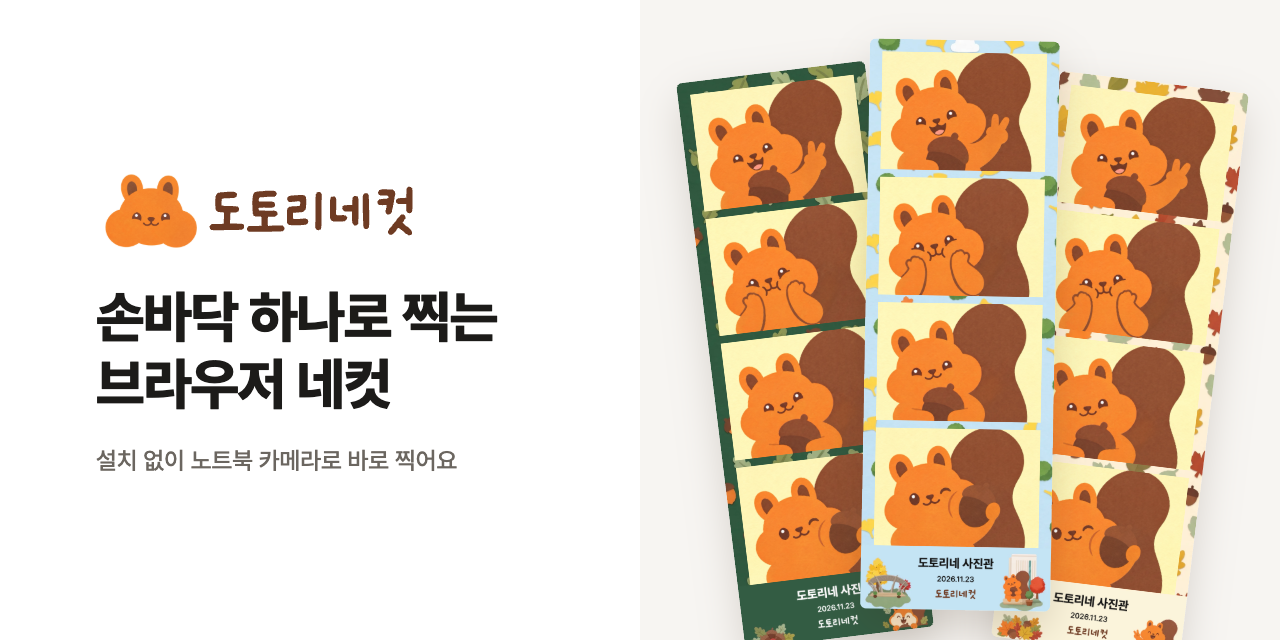 도토리네컷
손바닥 하나로 찍는
브라우저 네컷
설치 없이 노트북 카메라로 바로 찍어요
도토리네 사진
2026.11.23
도토리네컷
도토리네 사진관
2026.11.23
도토리네컷
도토리네 사진관
2026.11.23
도토리네컷